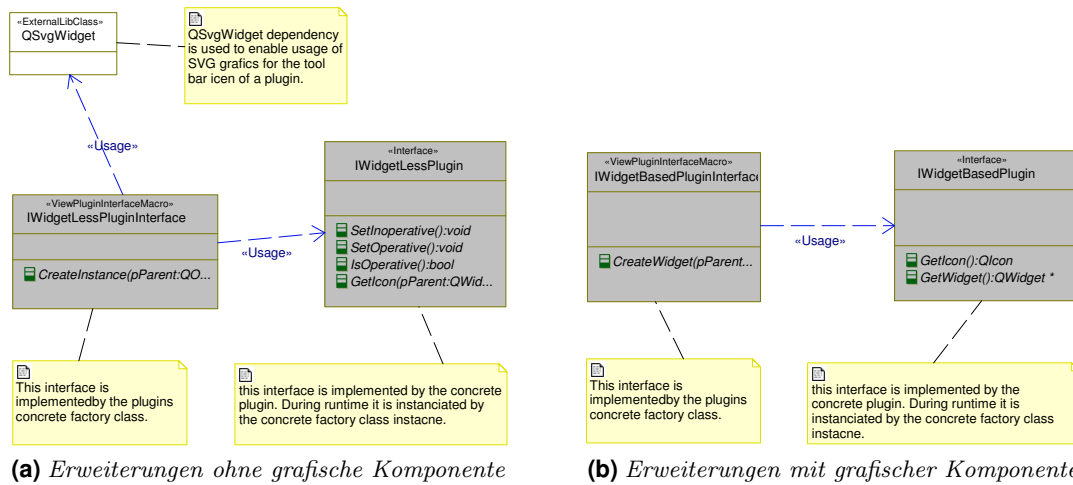 «ExternalLibClass»
QSvgWidget
QSvgWidget dependency
is used to enable usage of
SVG grafics for the tool
bar icen of a plugin.
«Usage»
«ViewPluginInterfaceMacro»
IWidgetLessPluginInterface
CreateInstance(pParent:QO...
«Usage»
«Interface»
IWidgetLessPlugin
SetInoperative():void
SetOperative():void
IsOperative():bool
GetIcon(pParent:QWid...
This interface is
implementedby the plugins
concrete factory class.
this interface is implemented by the concrete
plugin. During runtime it is instanciated by
the concrete factory class instacne.
(a) Erweiterungen ohne grafische Komponente
«ViewPluginInterfaceMacro»
IWidgetBasedPluginInterface
CreateWidget(pParent...
«Usage»
«Interface»
IWidgetBasedPlugin
GetIcon():QIcon
GetWidget():QWidget *
This interface is
implementedby the plugins
concrete factory class.
this interface is implemented by the
concrete plugin. During runtime it is
instanciated by the concrete factory class
instacne.
(b) Erweiterungen mit grafischer Komponente